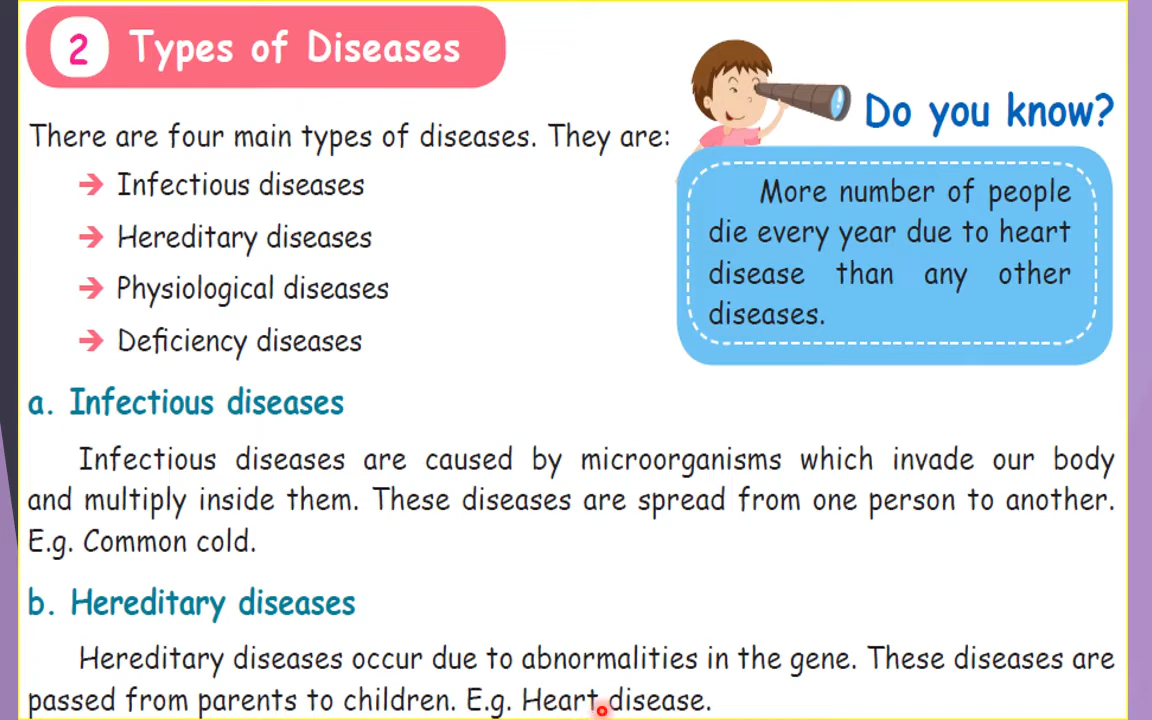 2 Types of Diseases
There are four main types of diseases. They are:
➔ Infectious diseases
➔ Hereditary diseases
➔ Physiological diseases
➔ Deficiency diseases
Do you know?
More number of people
die every year due to heart
disease than any other
diseases.
a. Infectious diseases
Infectious diseases are caused by microorganisms which invade our body
and multiply inside them. These diseases are spread from one person to another.
E.g. Common cold.
b. Hereditary diseases
Hereditary diseases occur due to abnormalities in the gene. These diseases are
passed from parents to children. E.g. Heart disease.